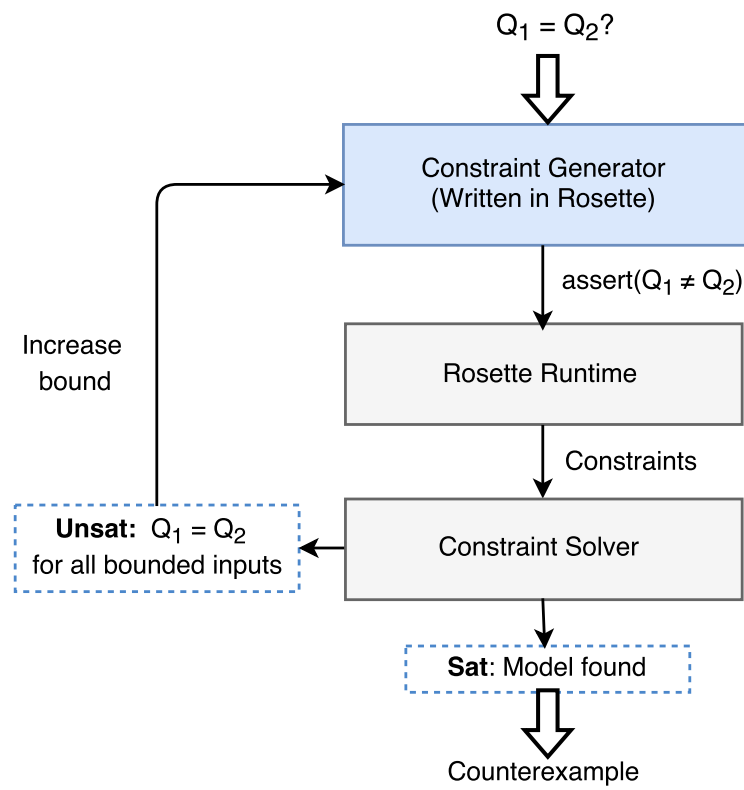 Q₁ = Q₂?
Constraint Generator
(Written in Rosette)
assert(Q₁ ≠ Q₂)
Increase
bound
Rosette Runtime
Constraints
Unsat: Q₁ = Q₂
for all bounded inputs
Constraint Solver
Sat: Model found
Counterexample